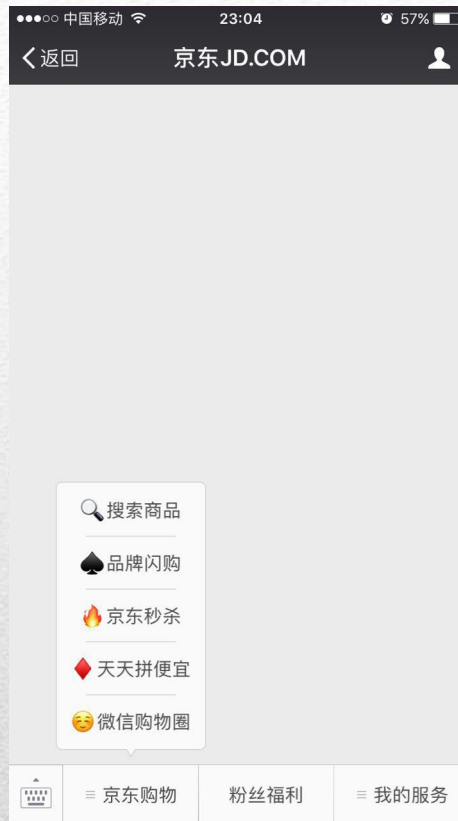 中国移动 23:04 57%
返回 京东JD.COM
搜索商品
品牌闪购
京东秒杀
天天拼便宜
微信购物圈
京东购物 粉丝福利 我的服务